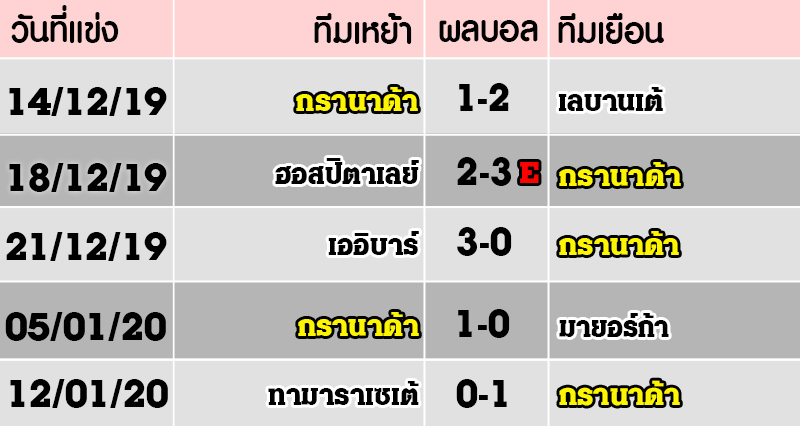 วันที่แข่ง ทีมเหย้า ผลบอล ทีมเยือน
14/12/19 กรานาด้า 1-2 เลบานเต้
18/12/19 ฮอสปิตาเลย์ 2-3 E กรานาด้า
21/12/19 เออิบาร์ 3-0 กรานาด้า
05/01/20 กรานาด้า 1-0 มายอร์ก้า
12/01/20 ทามาราเซเต้ 0-1 กรานาด้า